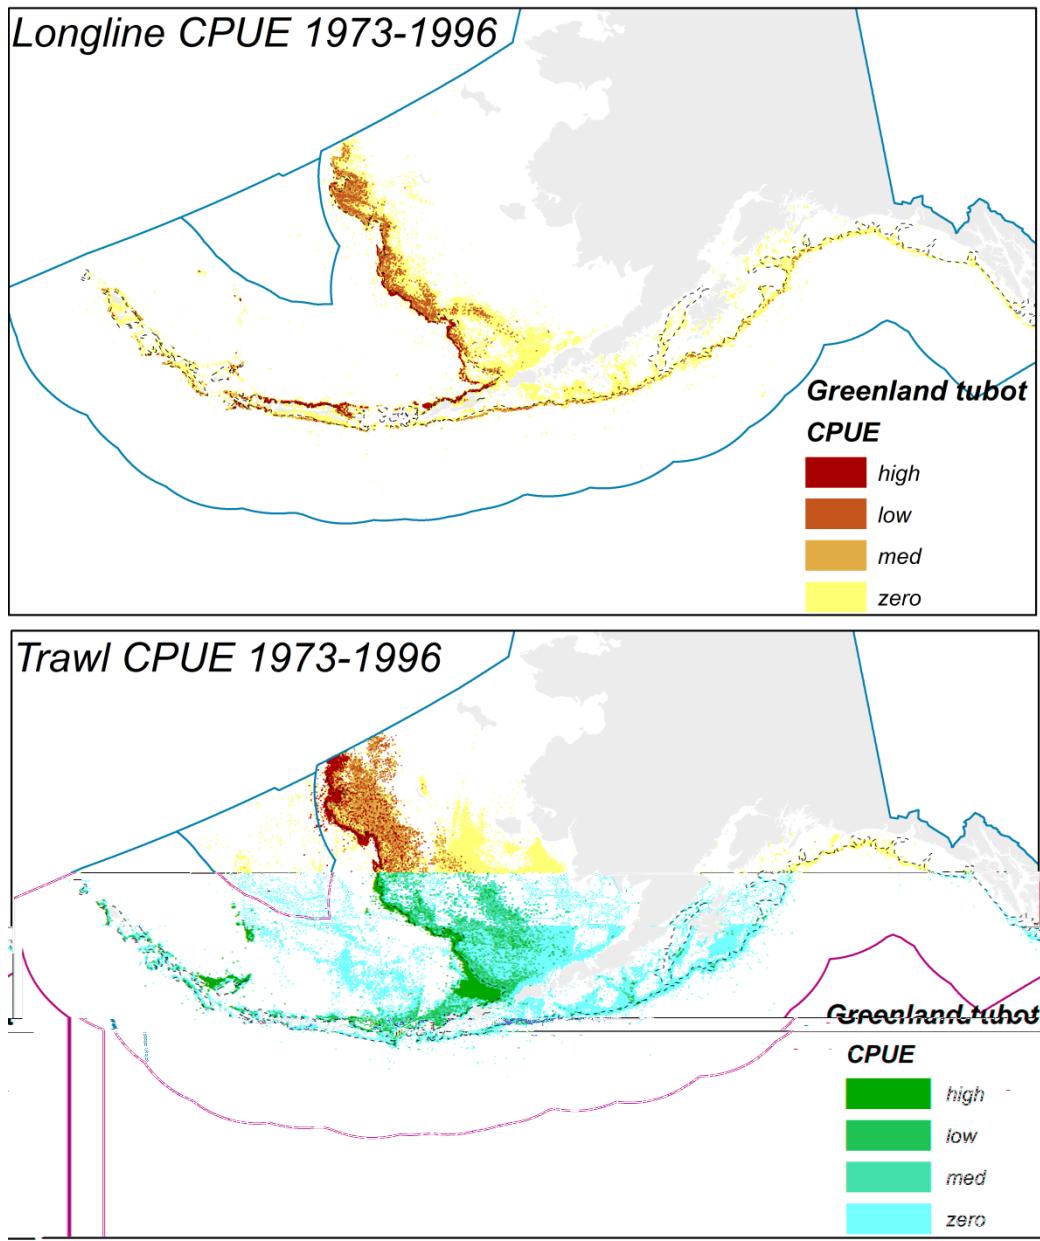 Longline CPUE 1973-1996
Greenland tubot
CPUE
high
low
med
zero
Trawl CPUE 1973-1996
Greenland tubot
CPUE
high
low
med
zero